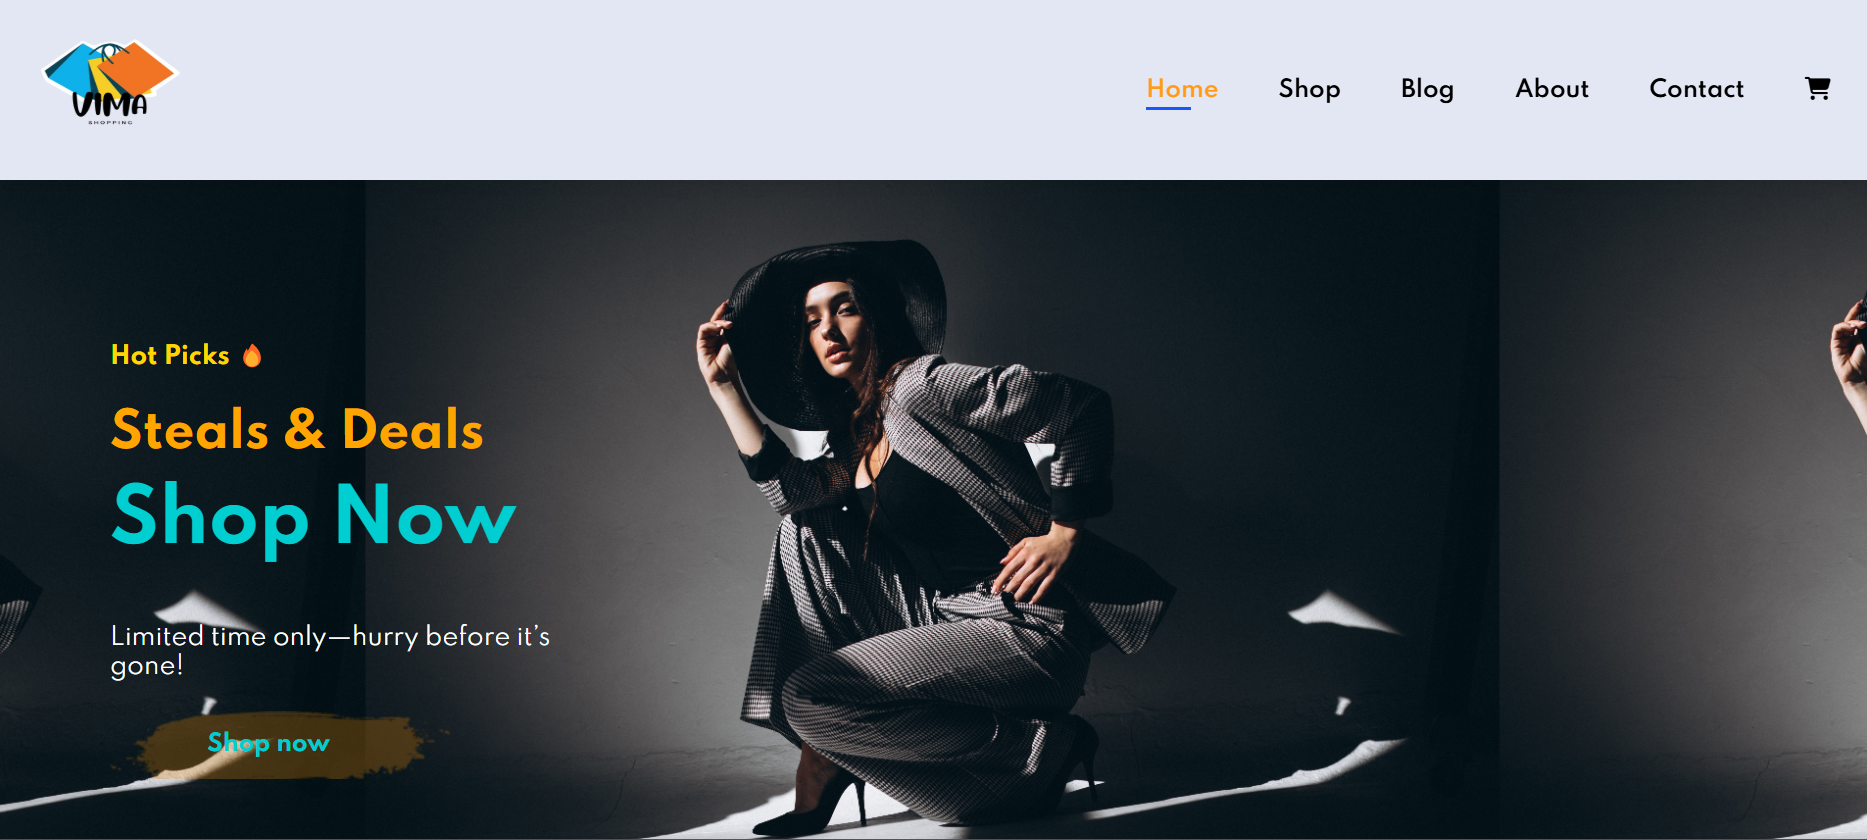 VIMA
SHOPPING
Home Shop Blog About Contact
Hot Picks 🔥
Steals & Deals
Shop Now
Limited time only—hurry before it’s
gone!
Shop now